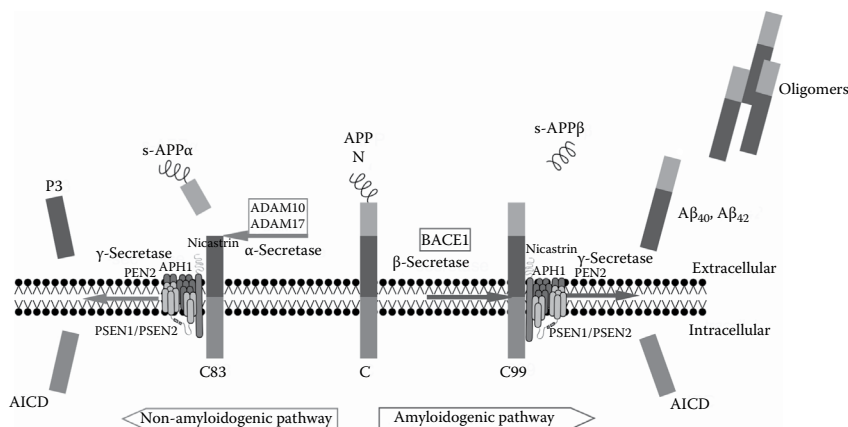 Oligomers
s-APPβ
APP
N
s-APPα
P3
ADAM10
ADAM17
Aβ40, Aβ42
Nicastrin
α-Secretase
BACE1
Nicastrin
γ-Secretase
β-Secretase
γ-Secretase
PEN2
APH1
APH1
PEN2
Extracellular
PSEN1/PSEN2
PSEN1/PSEN2
Intracellular
C83
C
C99
AICD
AICD
Non-amyloidogenic pathway
Amyloidogenic pathway